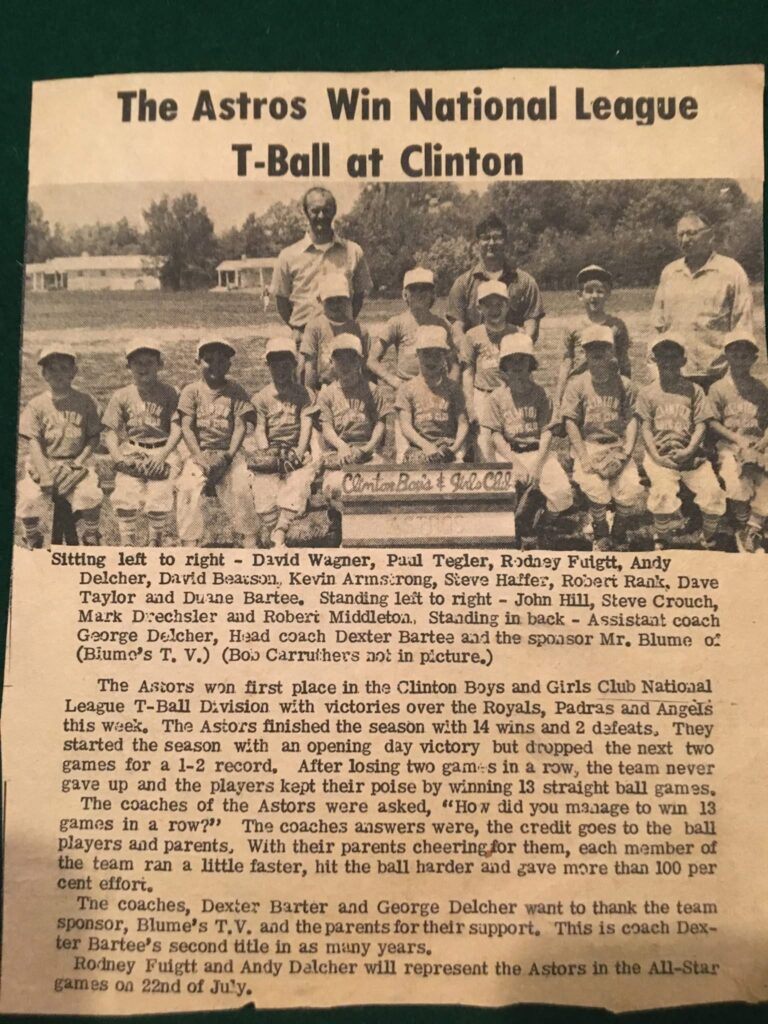 The Astros Win National League
T-Ball at Clinton
Clinton Boy's & Girls Club
ASTROS
Sitting left to right - David Wagner, Paul Tegler, Rodney Fuigtt, Andy
Delcher, David Bearson, Kevin Armstrong, Steve Haffer, Robert Rank, Dave
Taylor and Duane Bartee. Standing left to right - John Hill, Steve Crouch,
Mark Drechsler and Robert Middleton. Standing in back - Assistant coach
George Delcher, Head coach Dexter Bartee and the sponsor Mr. Blume of
(Blume's T. V.) (Bob Carruthers not in picture.)
The Astors won first place in the Clinton Boys and Girls Club National
League T-Ball Division with victories over the Royals, Padras and Angels
this week. The Astors finished the season with 14 wins and 2 defeats. They
started the season with an opening day victory but dropped the next two
games for a 1-2 record. After losing two games in a row, the team never
gave up and the players kept their poise by winning 13 straight ball games.
The coaches of the Astors were asked, "How did you manage to win 13
games in a row?" The coaches answers were, the credit goes to the ball
players and parents. With their parents cheering for them, each member of
the team ran a little faster, hit the ball harder and gave more than 100 per
cent effort.
The coaches, Dexter Barter and George Delcher want to thank the team
sponsor, Blume's T.V. and the parents for their support. This is coach Dex-
ter Bartee's second title in as many years.
Rodney Fuigtt and Andy Dalcher will represent the Astors in the All-Star
games on 22nd of July.